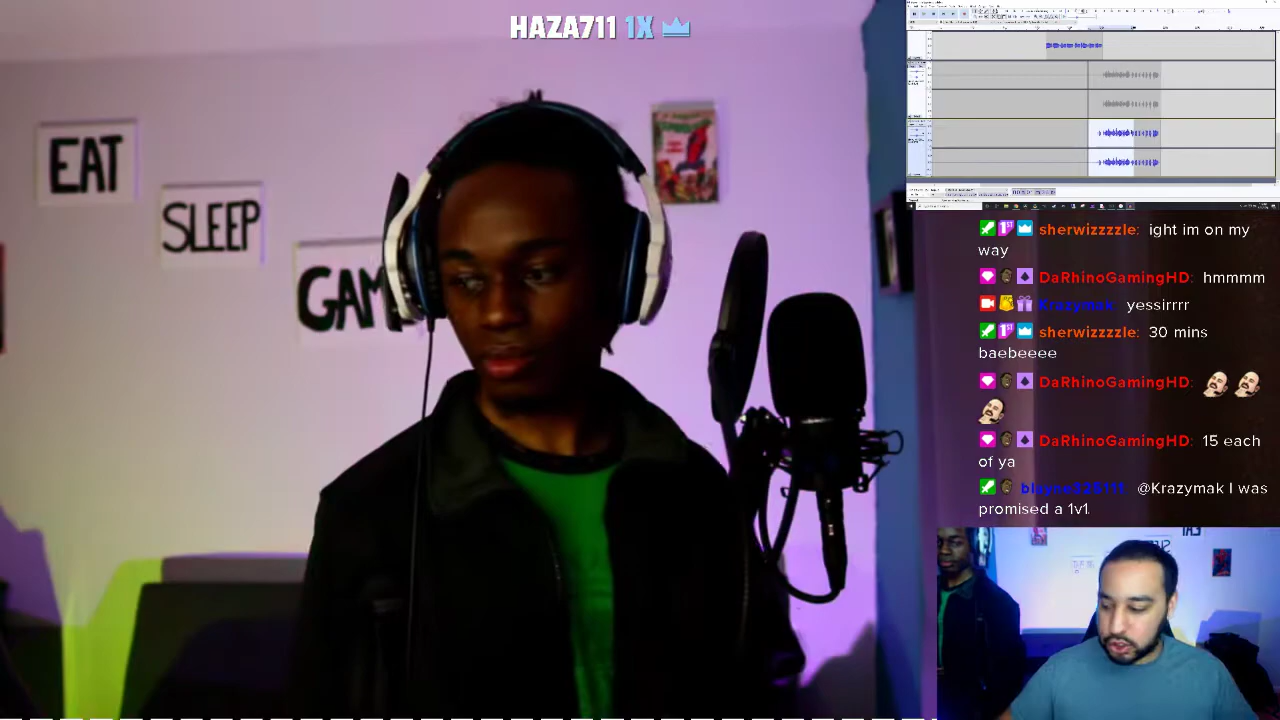 HAZA711 1X
EAT
SLEEP
GAM
sherwizzzzle: ight im on my
way
DaRhinoGamingHD: hmmmm
Krazymak: yessirrrr
sherwizzzzle: 30 mins
baebeeee
DaRhinoGamingHD:
DaRhinoGamingHD: 15 each
of ya
@Krazymak I was
promised a 1v1